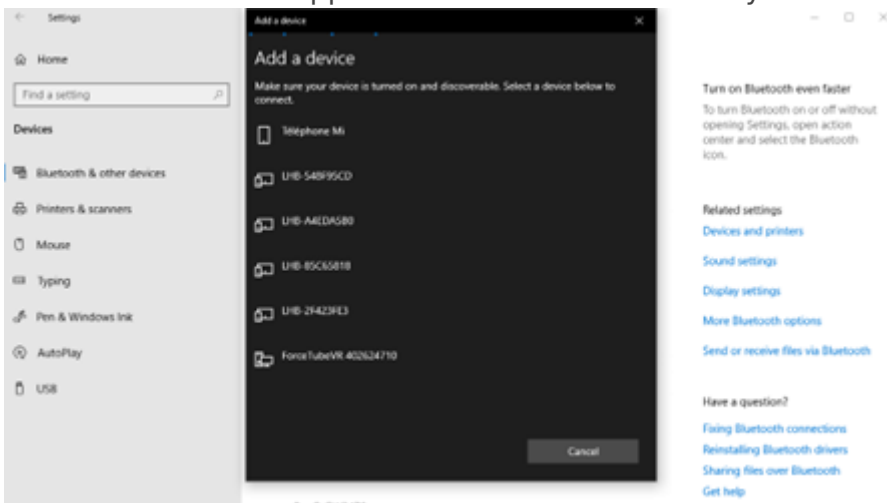 Settings
Home
Find a setting
Devices
Bluetooth & other devices
Printers & scanners
Mouse
Typing
Pen & Windows Ink
AutoPlay
USB
Add a device
Add a device
Make sure your device is turned on and discoverable. Select a device below to
connect.
Téléphone Mi
LHB-548F95CD
LHB-A4EDA5B0
LHB-85C65818
LHB-2F423FE3
ForceTubeVR 402624710
Cancel
Turn on Bluetooth even faster
To turn Bluetooth on or off without
opening Settings, open action
center and select the Bluetooth
icon.
Related settings
Devices and printers
Sound settings
Display settings
More Bluetooth options
Send or receive files via Bluetooth
Have a question?
Fixing Bluetooth connections
Reinstalling Bluetooth drivers
Sharing files over Bluetooth
Get help